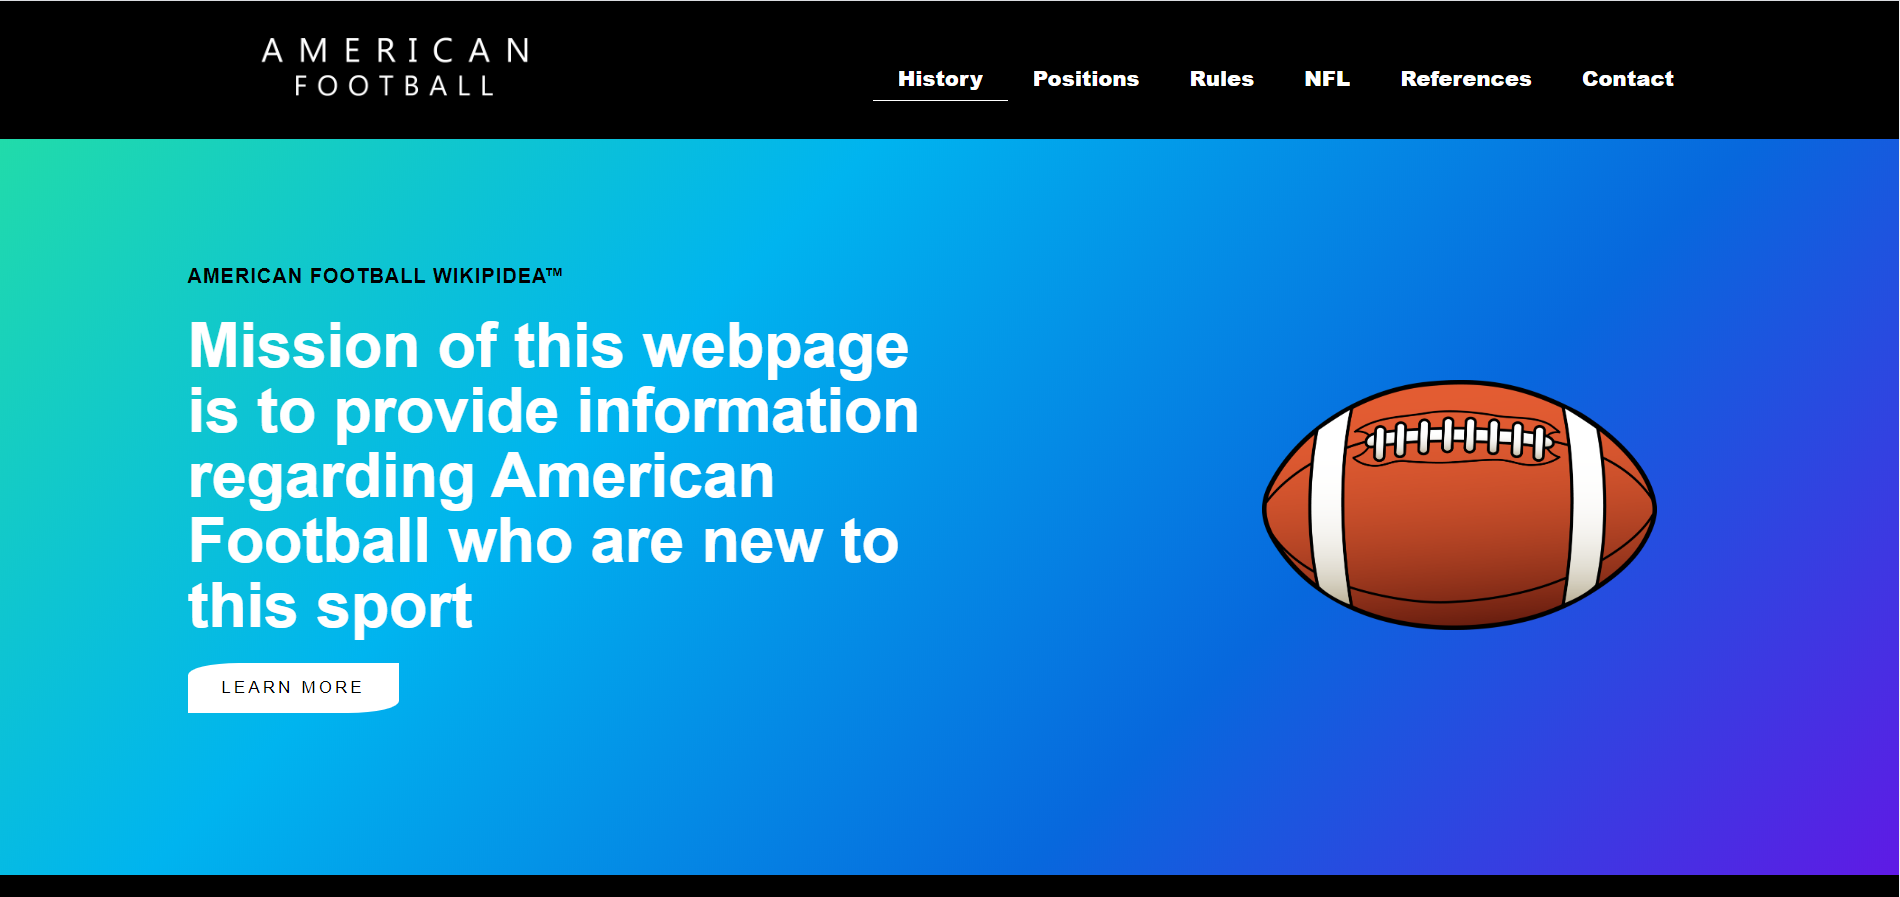 AMERICAN
FOOTBALL
History Positions Rules NFL References Contact
AMERICAN FOOTBALL WIKIPIDEA™
Mission of this webpage
is to provide information
regarding American
Football who are new to
this sport
LEARN MORE